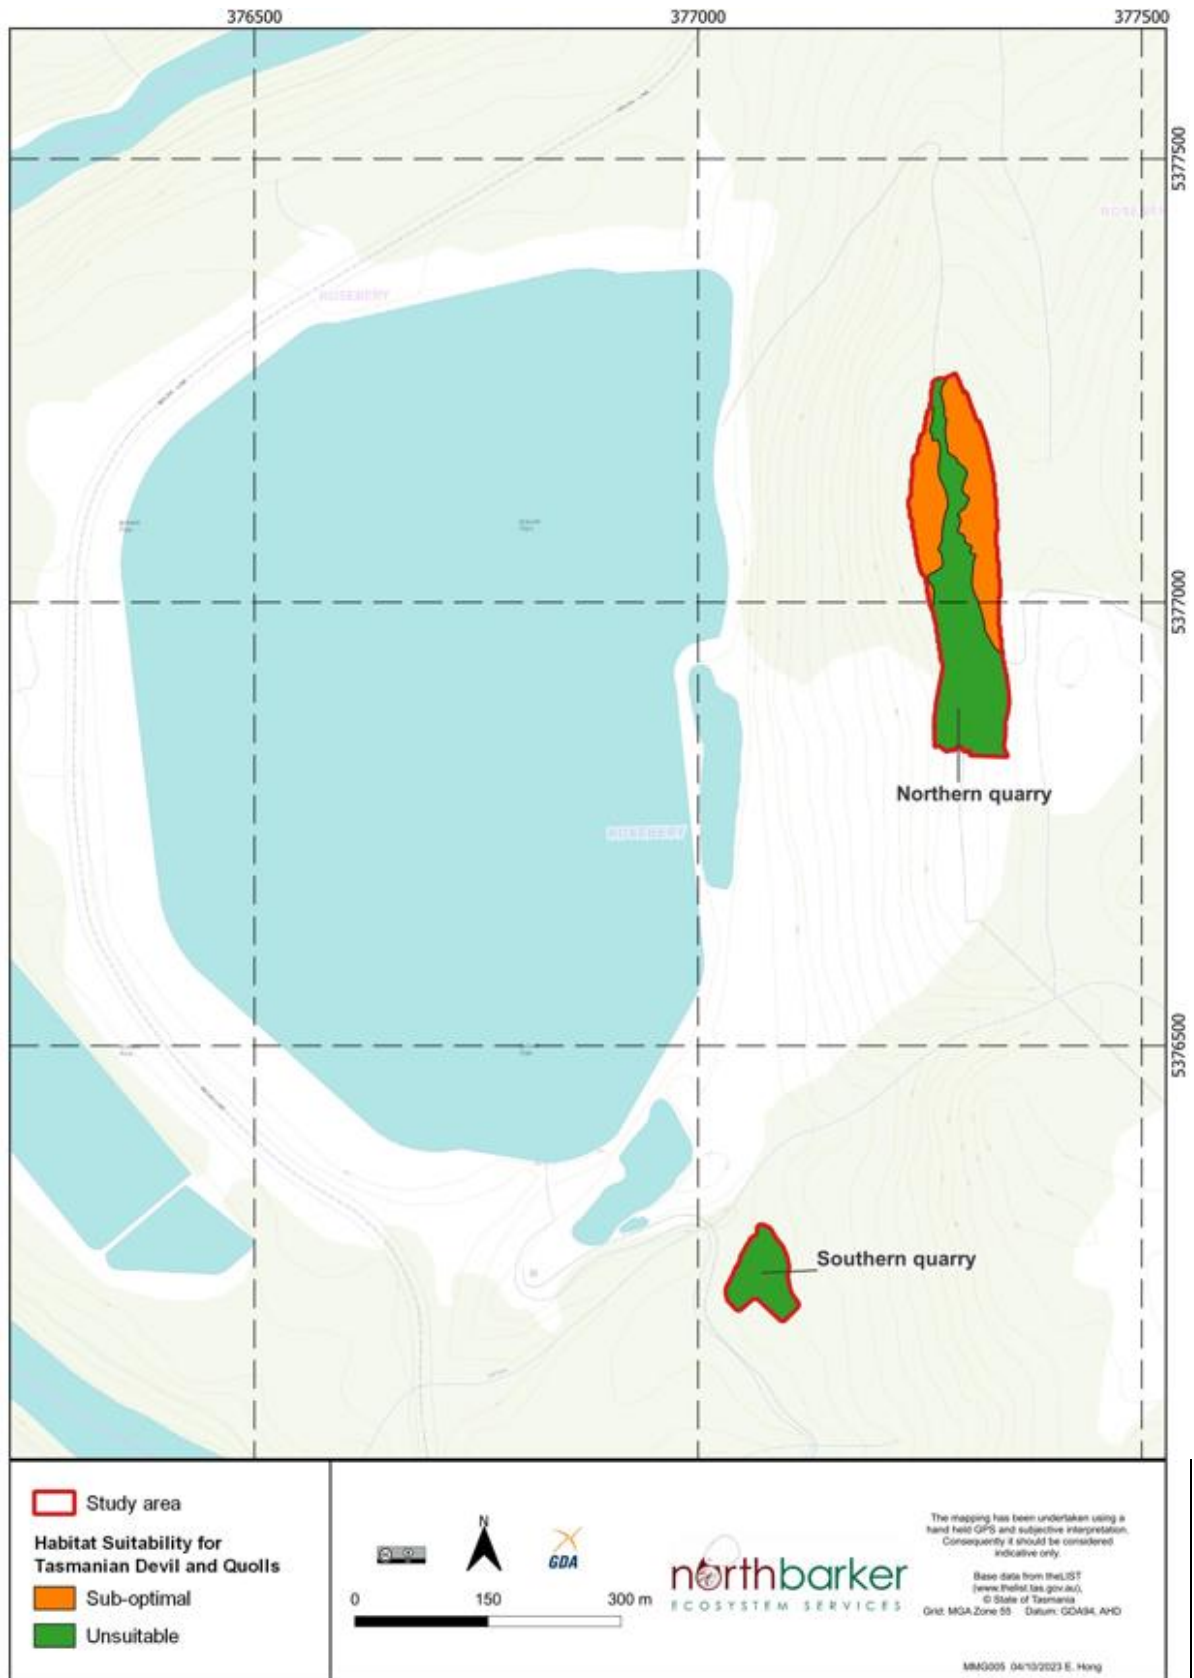 376500
377000
377500
5377500
ROSEBERY
ROSEBERY
5377000
Northern quarry
ROSEBERY
5376500
Southern quarry
Study area
Habitat Suitability for
Tasmanian Devil and Quolls
Sub-optimal
Unsuitable
N
GDA
0 150 300 m
northbarker
ECOSYSTEM SERVICES
The mapping has been undertaken using a
hand held GPS and subjective interpretation.
Consequently it should be considered
indicative only.
Base data from theLIST
(www.thelist.tas.gov.au),
© State of Tasmania
Grid: MGA Zone 55 Datum: GDA94, AHD
MMG005 04/10/2023 E. Hong